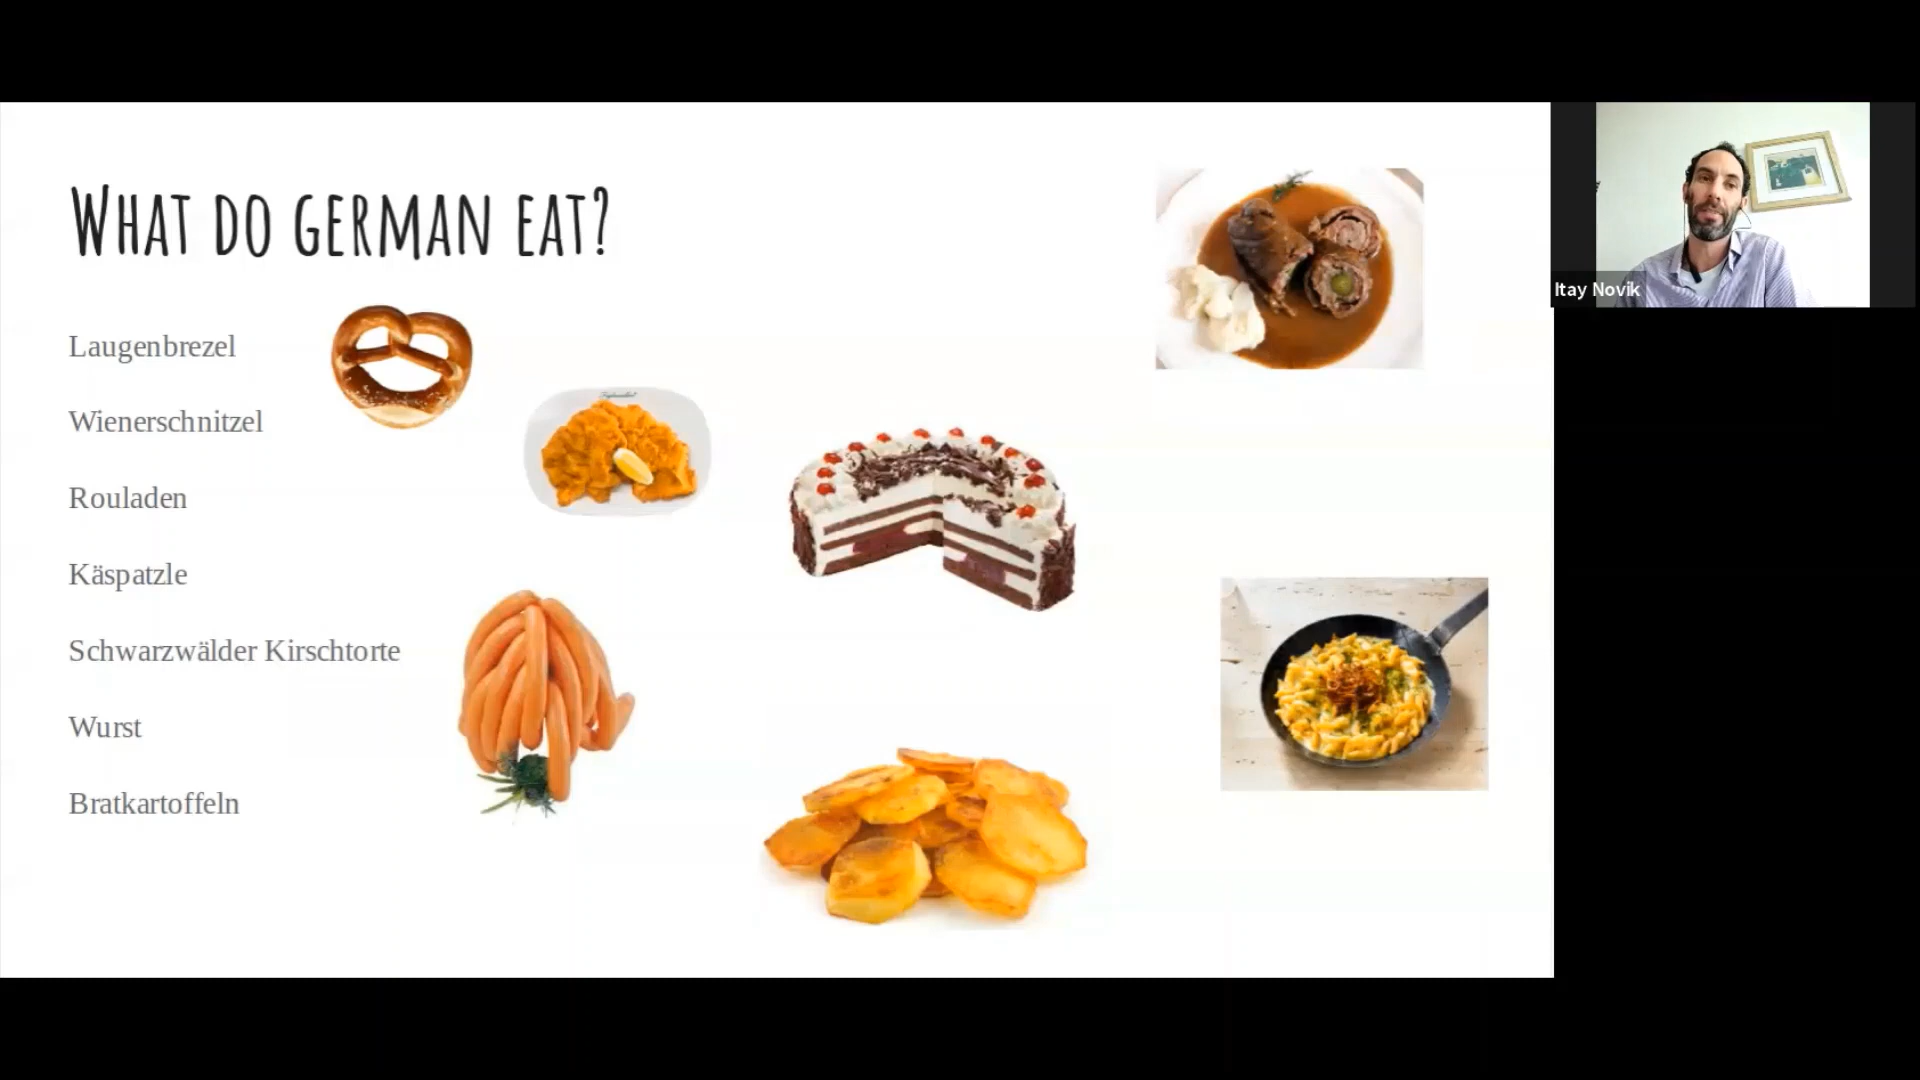 WHAT DO GERMAN EAT?
Laugenbrezel
Wienerschnitzel
Rouladen
Käspatzle
Schwarzwälder Kirschtorte
Wurst
Bratkartoffeln
Itay Novik